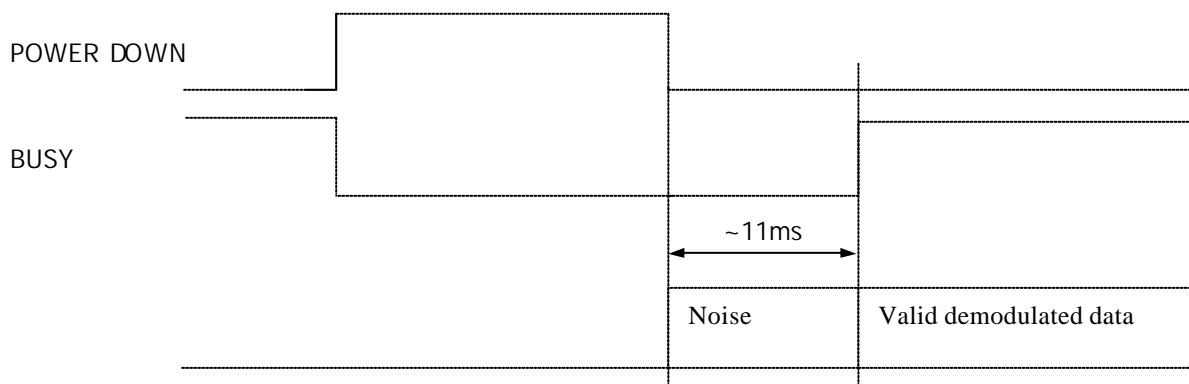 POWER DOWN
BUSY
~11ms
Noise
Valid demodulated data